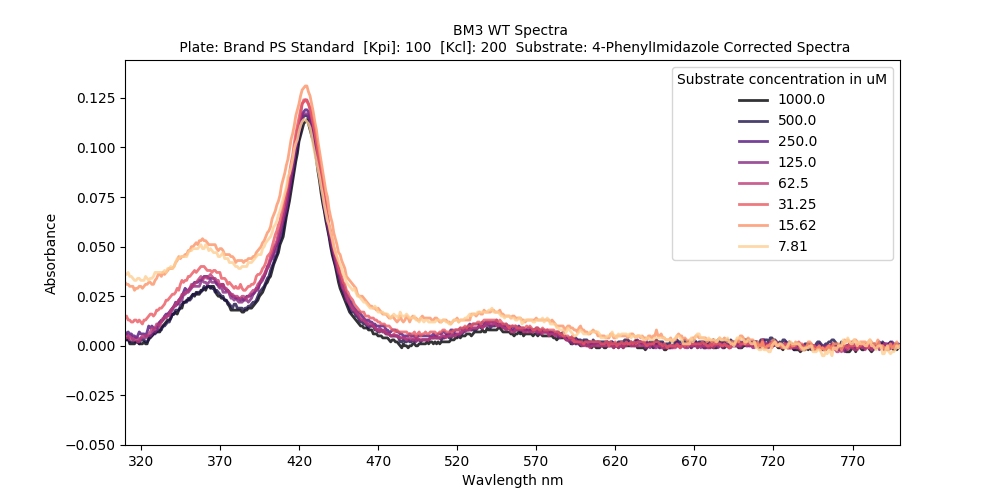 BM3 WT Spectra
Plate: Brand PS Standard  [Kpi]: 100  [Kcl]: 200  Substrate: 4-PhenylImidazole Corrected Spectra
Substrate concentration in uM
1000.0
500.0
250.0
125.0
62.5
31.25
15.62
7.81
Absorbance
0.125
0.100
0.075
0.050
0.025
0.000
−0.025
−0.050
320 370 420 470 520 570 620 670 720 770
Wavlength nm